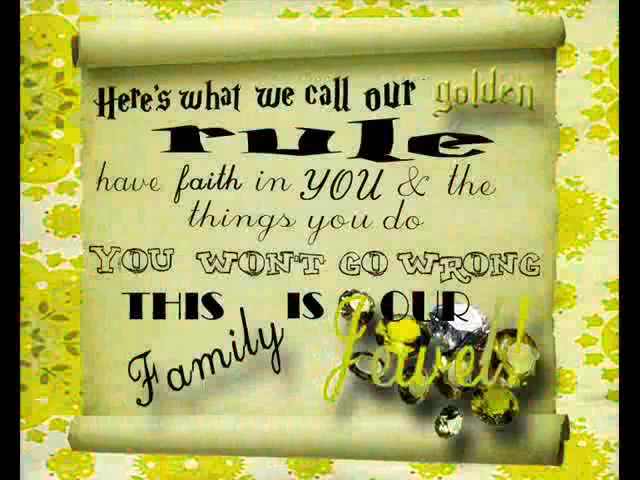 Here's what we call our golden
rule
have faith in YOU & the
things you do
YOU WON'T GO WRONG
THIS IS OUR
Family Jewels!